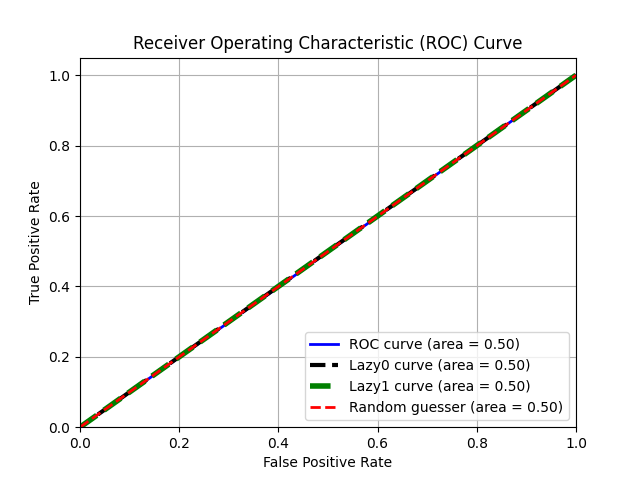 Receiver Operating Characteristic (ROC) Curve
True Positive Rate
1.0
0.8
0.6
0.4
0.2
0.0
ROC curve (area = 0.50)
Lazy0 curve (area = 0.50)
Lazy1 curve (area = 0.50)
Random guesser (area = 0.50)
0.0 0.2 0.4 0.6 0.8 1.0
False Positive Rate